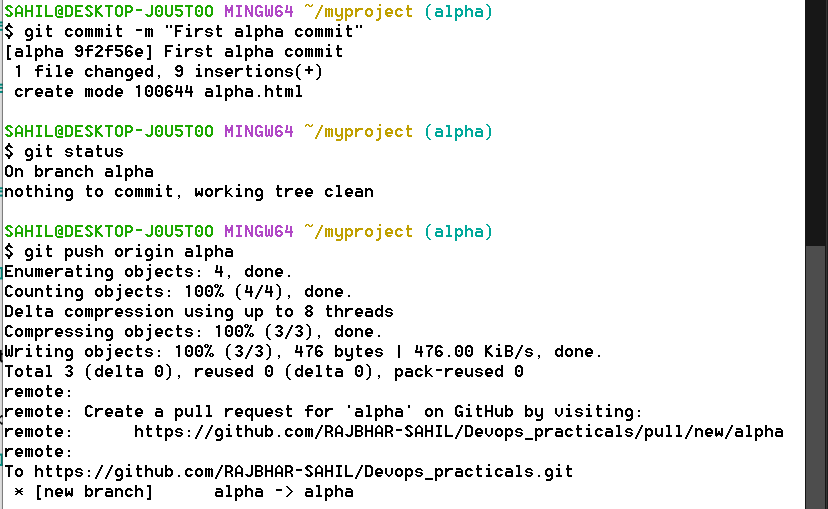 SAHIL@DESKTOP-J0U5T0O MINGW64 ~/myproject (alpha)
$ git commit -m "First alpha commit"
[alpha 9f2f56e] First alpha commit
 1 file changed, 9 insertions(+)
 create mode 100644 alpha.html

SAHIL@DESKTOP-J0U5T0O MINGW64 ~/myproject (alpha)
$ git status
On branch alpha
nothing to commit, working tree clean

SAHIL@DESKTOP-J0U5T0O MINGW64 ~/myproject (alpha)
$ git push origin alpha
Enumerating objects: 4, done.
Counting objects: 100% (4/4), done.
Delta compression using up to 8 threads
Compressing objects: 100% (3/3), done.
Writing objects: 100% (3/3), 476 bytes | 476.00 KiB/s, done.
Total 3 (delta 0), reused 0 (delta 0), pack-reused 0
remote:
remote: Create a pull request for 'alpha' on GitHub by visiting:
remote:      https://github.com/RAJBHAR-SAHIL/Devops_practicals/pull/new/alpha
remote:
To https://github.com/RAJBHAR-SAHIL/Devops_practicals.git
 * [new branch]      alpha -> alpha